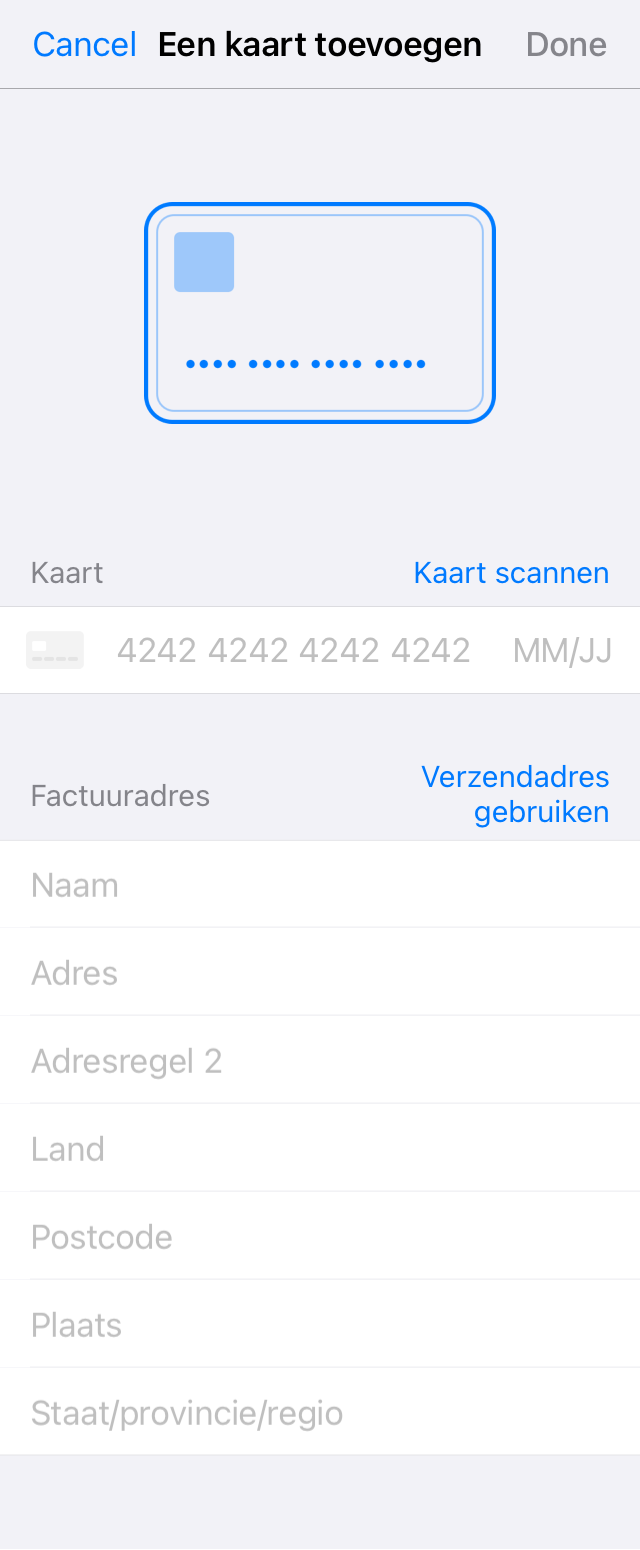 Cancel Een kaart toevoegen Done
Kaart Kaart scannen
4242 4242 4242 4242 MM/JJ
Factuuradres Verzendadres
gebruiken
Naam
Adres
Adresregel 2
Land
Postcode
Plaats
Staat/provincie/regio